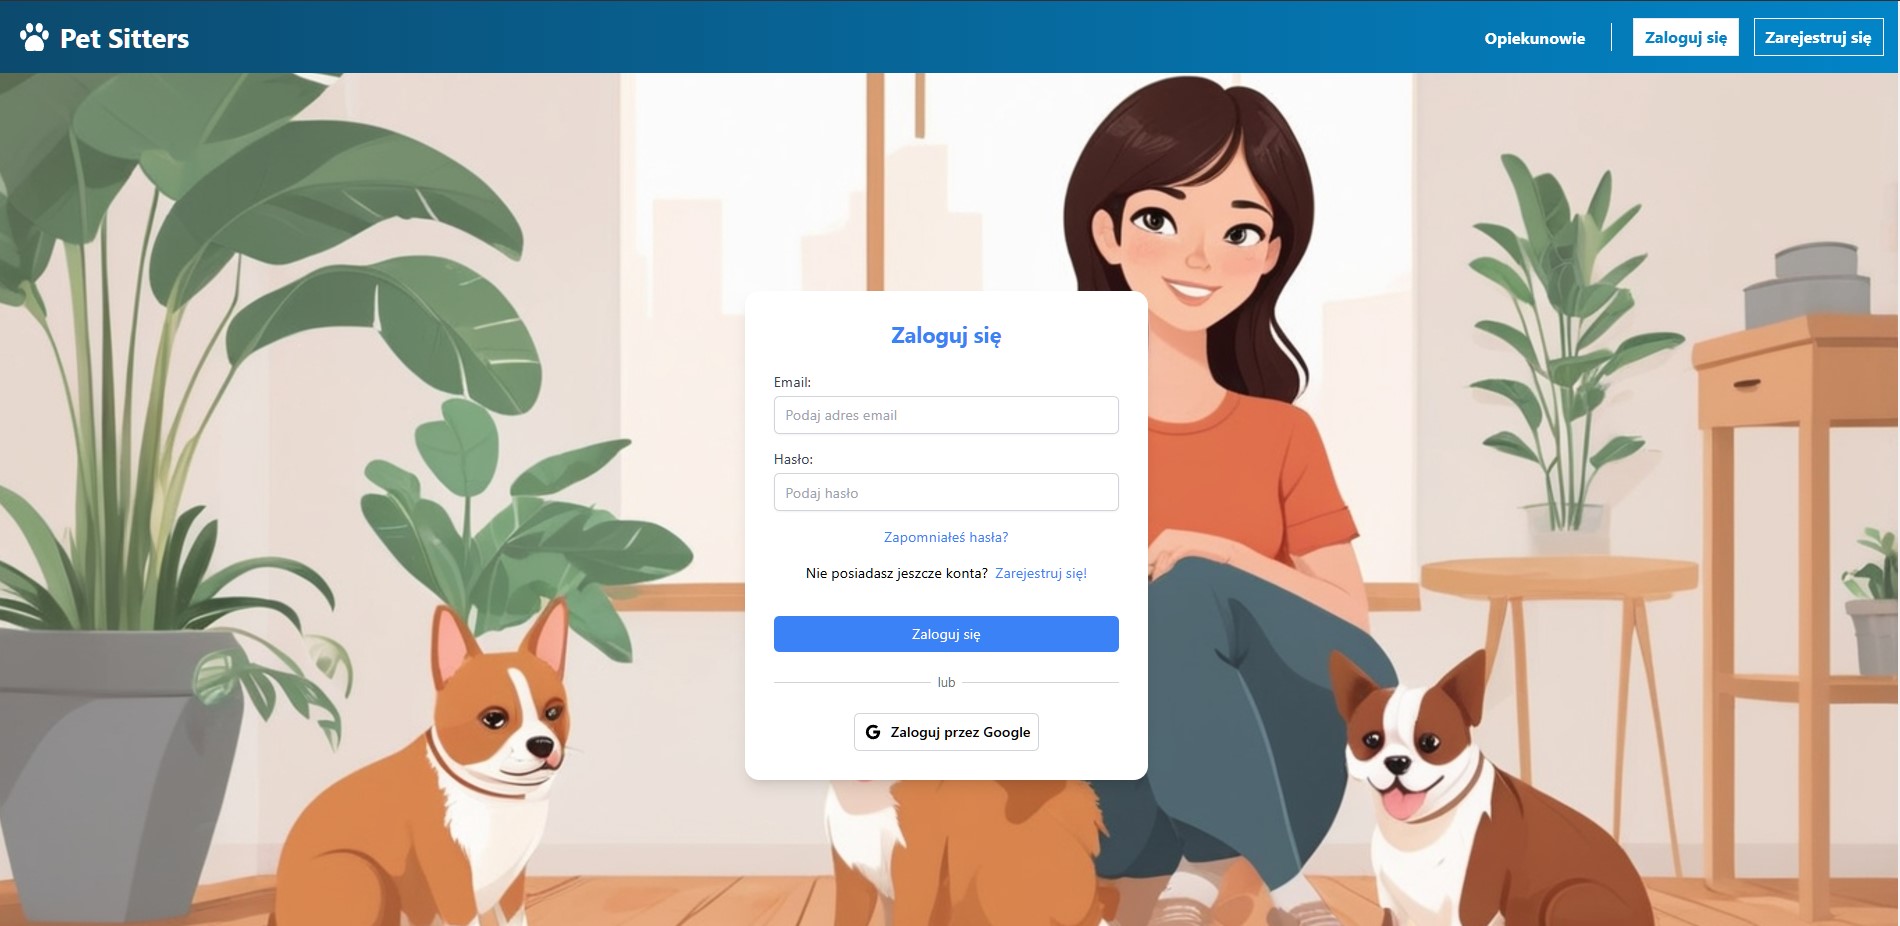 Pet Sitters
Opiekunowie
Zaloguj się
Zarejestruj się
Zaloguj się
Email:
Podaj adres email
Hasło:
Podaj hasło
Zapomniałeś hasła?
Nie posiadasz jeszcze konta? Zarejestruj się!
Zaloguj się
lub
G Zaloguj przez Google